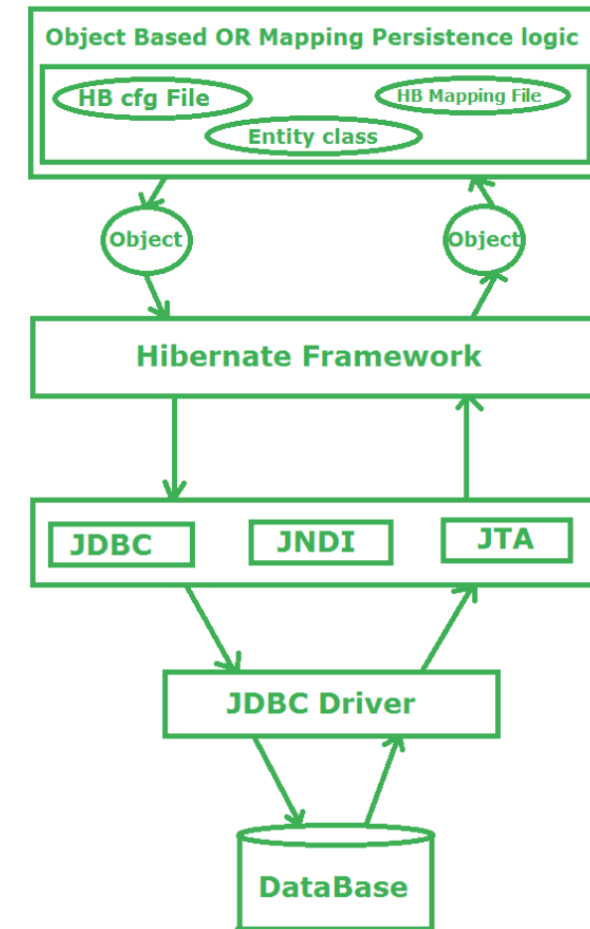 Object Based OR Mapping Persistence logic
HB cfg File
HB Mapping File
Entity class
Object
Object
Hibernate Framework
JDBC
JNDI
JTA
JDBC Driver
DataBase